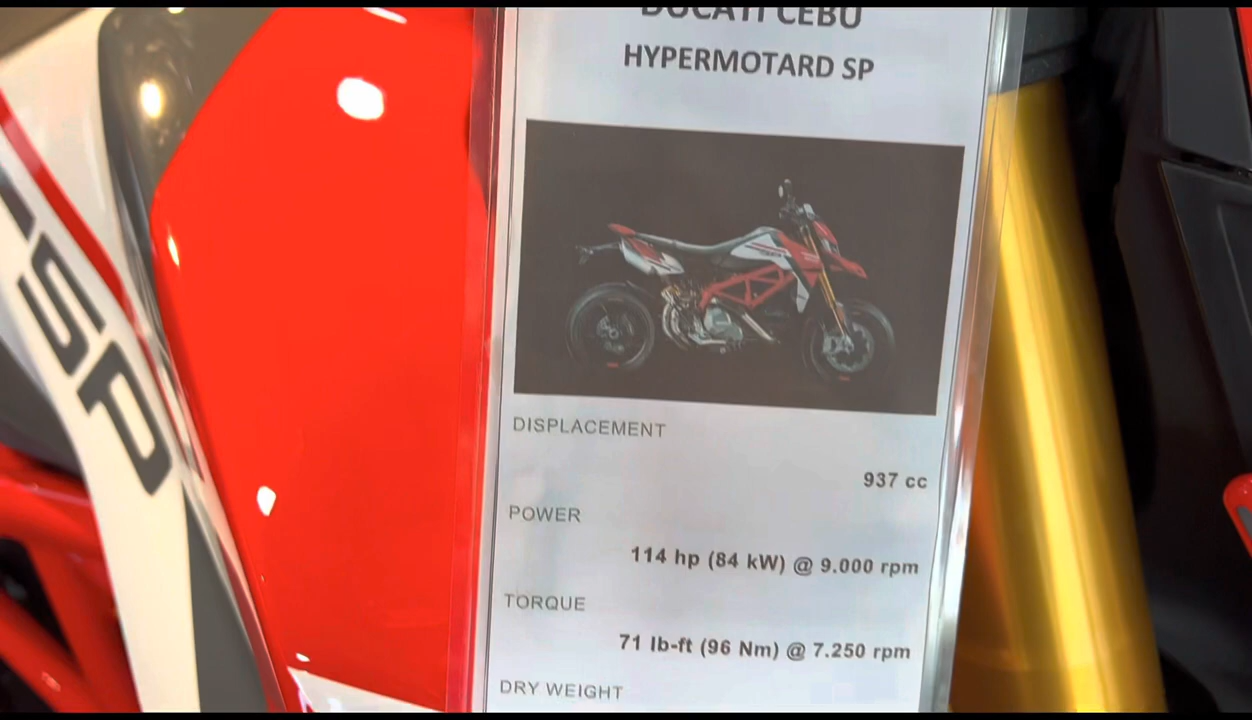 DUCATI CEBU
HYPERMOTARD SP
SP
DISPLACEMENT
937 cc
POWER
114 hp (84 kW) @ 9.000 rpm
TORQUE
71 lb-ft (96 Nm) @ 7.250 rpm
DRY WEIGHT